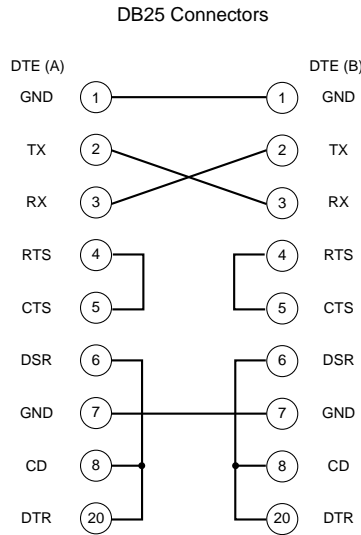 DB25 Connectors
DTE (A) DTE (B)
GND 1 1 GND
TX 2 2 TX
RX 3 3 RX
RTS 4 4 RTS
CTS 5 5 CTS
DSR 6 6 DSR
GND 7 7 GND
CD 8 8 CD
DTR 20 20 DTR